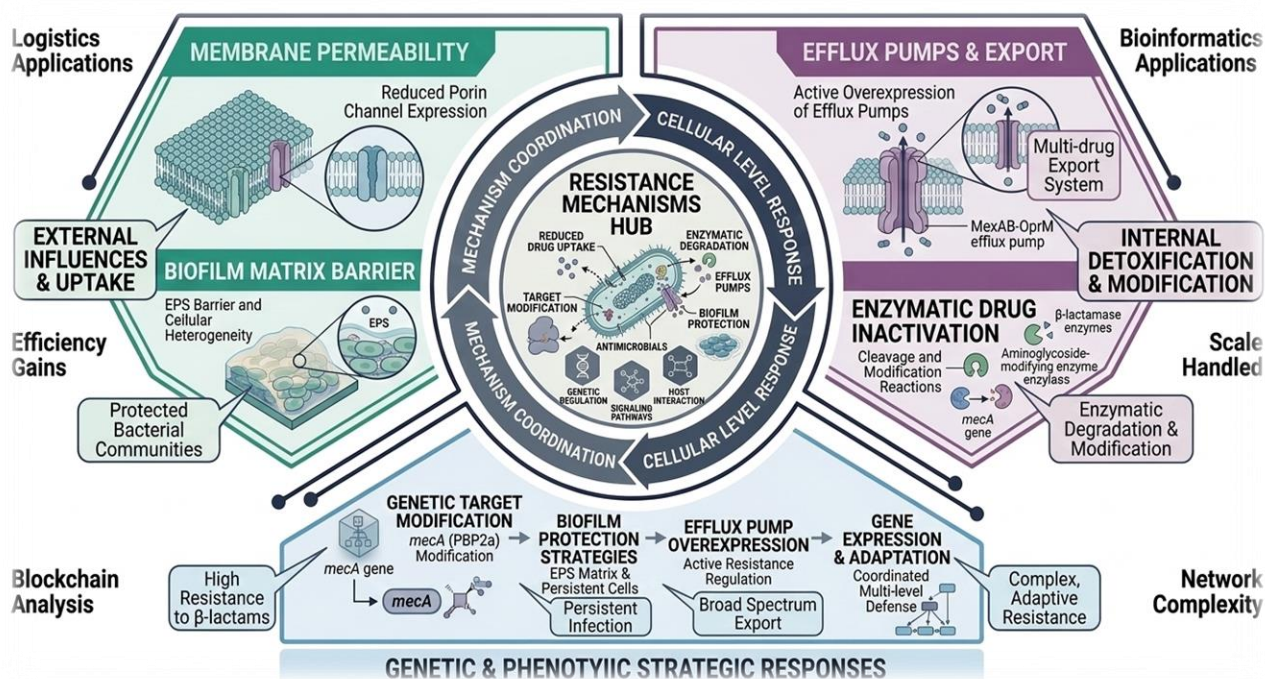 Logistics
Applications
MEMBRANE PERMEABILITY
Reduced Porin
Channel Expression
EXTERNAL
INFLUENCES
& UPTAKE
BIOFILM MATRIX BARRIER
EPS Barrier and
Cellular
Heterogeneity
EPS
Efficiency
Gains
Protected
Bacterial
Communities
MECHANISM COORDINATION
CELLULAR LEVEL RESPONSE
MECHANISM COORDINATION
CELLULAR LEVEL RESPONSE
RESISTANCE
MECHANISMS
HUB
REDUCED
DRUG UPTAKE
ENZYMATIC
DEGRADATION
EFFLUX
PUMPS
TARGET
MODIFICATION
BIOFILM
PROTECTION
ANTIMICROBIALS
GENETIC
BEGULATION
SIGNALING
PATHWAYS
HOST
INTERACTION
EFFLUX PUMPS & EXPORT
Bioinformatics
Applications
Active Overexpression
of Efflux Pumps
Multi-drug
Export
System
MexAB-OprM
efflux pump
INTERNAL
DETOXIFICATION
& MODIFICATION
ENZYMATIC DRUG
INACTIVATION
Cleavage and
Modification
Reactions
β-lactamase
enzymes
Aminoglycoside-
modifying enzyme
enzylass
mecA
gene
Enzymatic
Degradation &
Modification
Scale
Handled
Blockchain
Analysis
High
Resistance
to β-lactams
mecA gene
GENETIC TARGET
MODIFICATION
mecA (PBP2a)
Modification
mecA
BIOFILM
PROTECTION
STRATEGIES
EPS Matrix &
Persistent Cells
Persistent
Infection
EFFLUX PUMP
OVEREXPRESSION
Active Resistance
Regulation
Broad Spectrum
Export
GENE
EXPRESSION
& ADAPTATION
Coordinated
Multi-level
Defense
Complex,
Adaptive
Resistance
Network
Complexity
GENETIC & PHENOTYIIC STRATEGIC RESPONSES